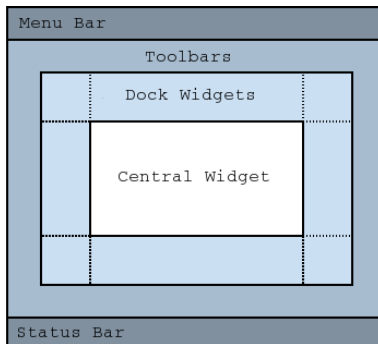 Menu Bar
Toolbars
Dock Widgets
Central Widget
Status Bar